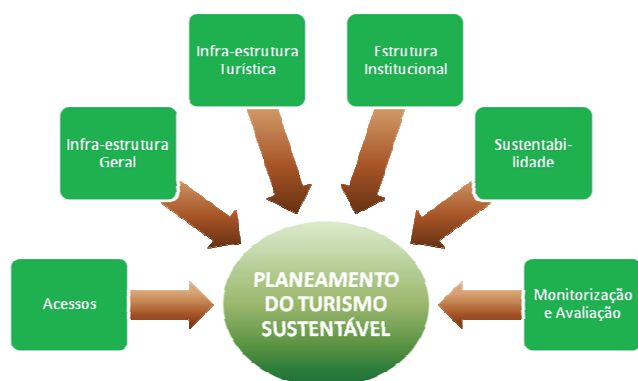 Infra-estrutura
Turística
Estrutura
Institucional
Infra-estrutura
Geral
Sustentabi-
lidade
Acessos
PLANEAMENTO
DO TURISMO
SUSTENTÁVEL
Monitorização
e Avaliação